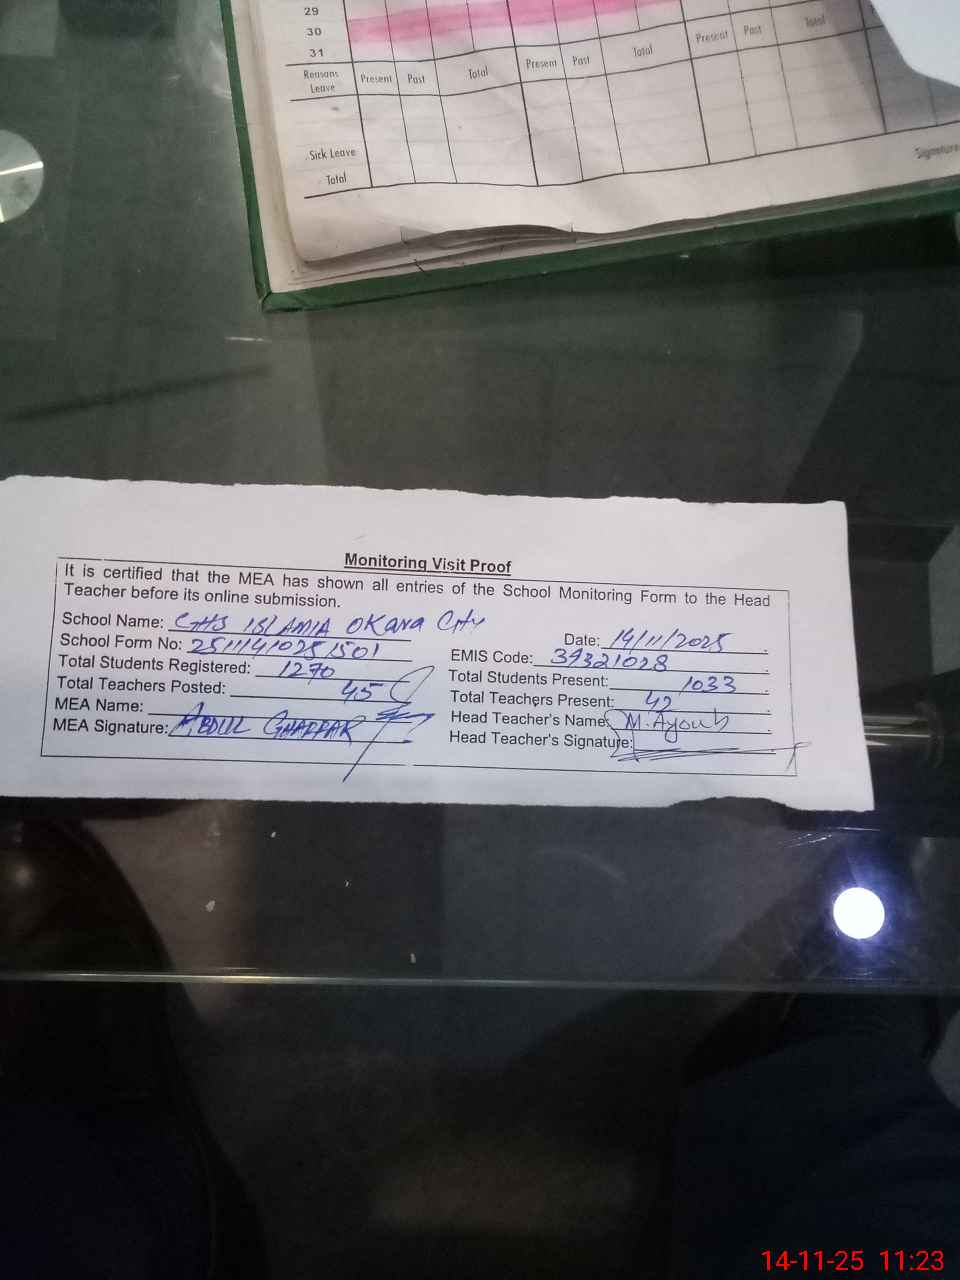 29
30
31
Reasons Leave Present Past Total Present Past Total Present Past Total
Sick Leave
Total
Signature
Monitoring Visit Proof
It is certified that the MEA has shown all entries of the School Monitoring Form to the Head
Teacher before its online submission.
School Name: GHS ISLAMIA OKARA City
Date: 14/11/2025
School Form No:
EMIS Code: 39321028
Total Students Registered: 1270
Total Students Present: 1033
Total Teachers Posted: 45
Total Teachers Present: 42
MEA Name: ABDUL GHAFFAR
Head Teacher's Name: M. Ayoub
MEA Signature:
Head Teacher's Signature:
14-11-25 11:23